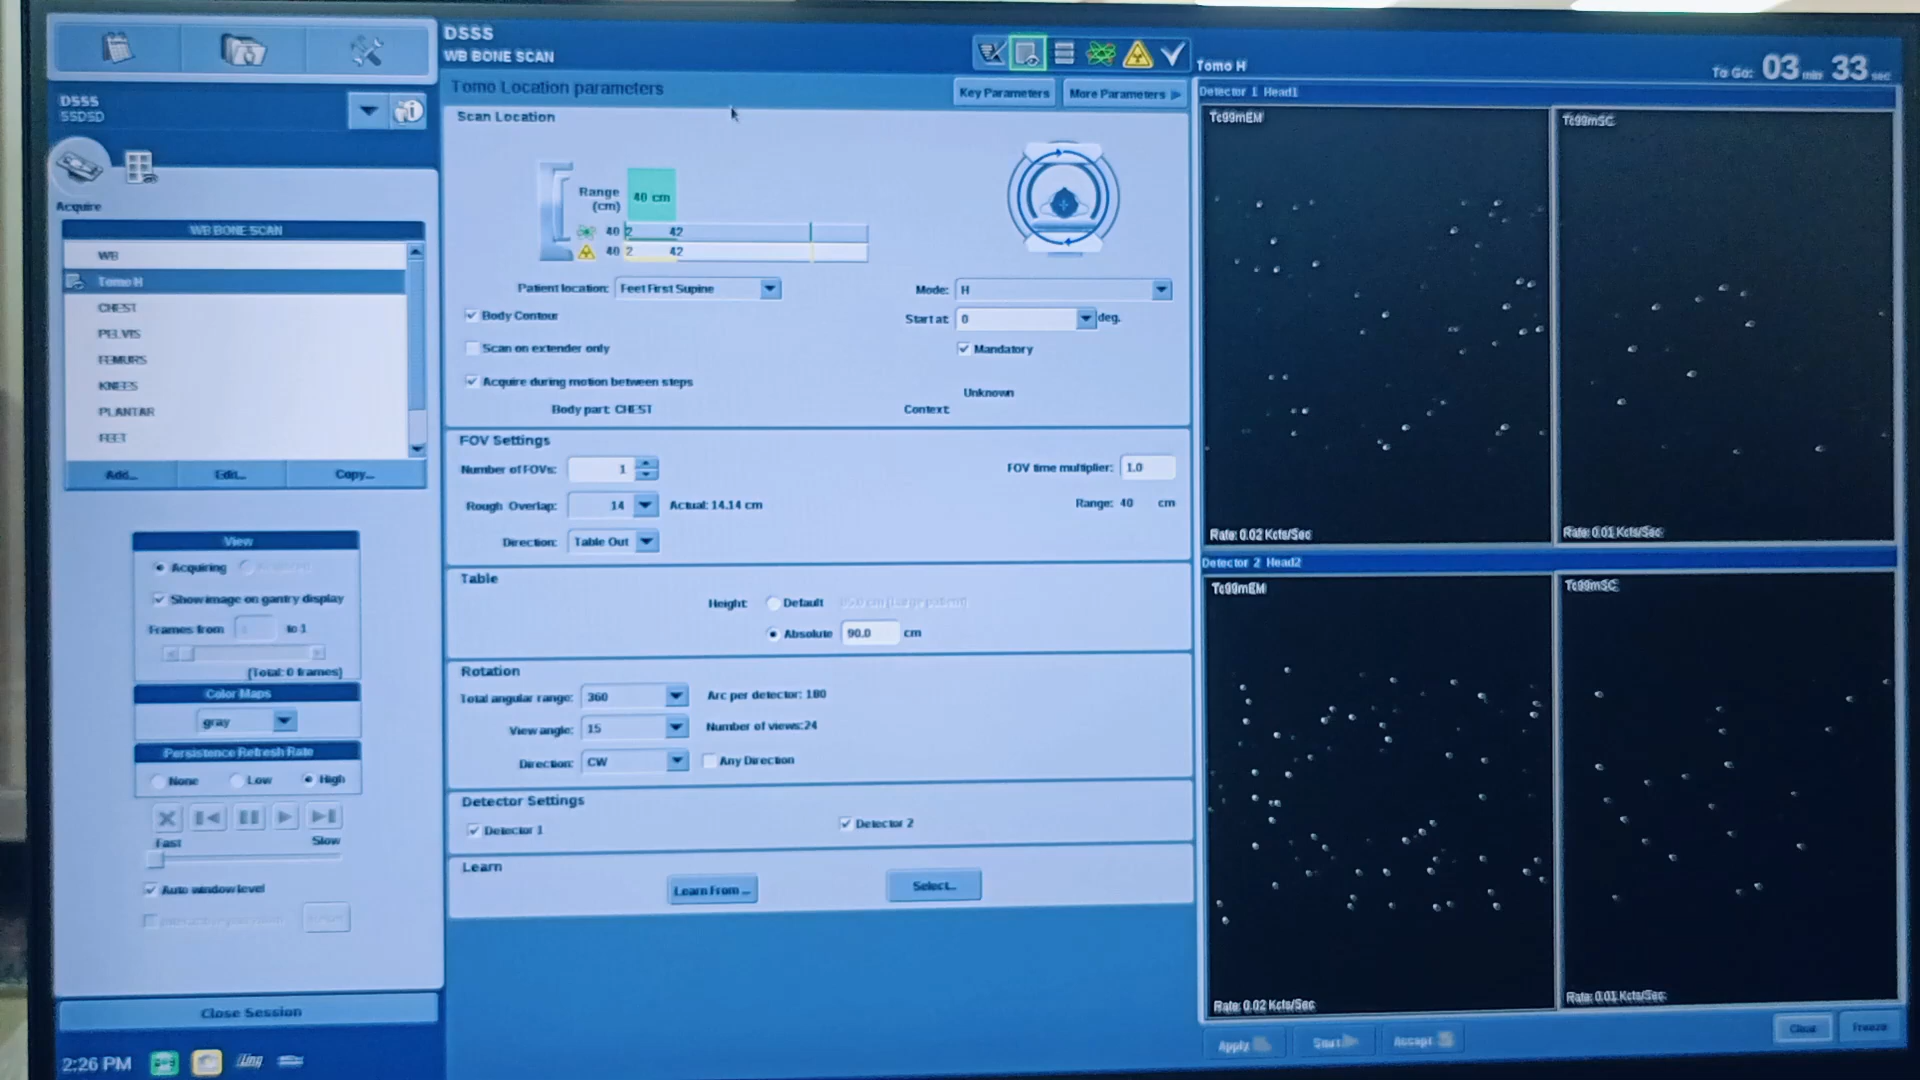 DSSS
WB BONE SCAN
DSSS
SSDSD
Acquire
WB BONE SCAN
WB
Tomo H
CHEST
PELVIS
FEMURS
KNEES
PLANTAR
FEET
Add...
Edit...
Copy...
View
Acquiring
Show image on gantry display
Frames from
to 1
(Total: 0 frames)
Color Maps
gray
Persistence Refresh Rate
None
Low
High
Fast
Slow
Auto window level
Close Session
2:26 PM
Tomo Location parameters
Key Parameters
More Parameters
Scan Location
Range
(cm)
40 cm
40 2 42
40 2 42
Patient location: Feet First Supine
Mode: H
Body Contour
Start at: 0 deg.
Scan on extender only
Mandatory
Acquire during motion between steps
Unknown
Body part: CHEST
Context:
FOV Settings
Number of FOVs: 1
FOV time multiplier: 1.0
Rough Overlap: 14 Actual: 14.14 cm
Range: 40 cm
Direction: Table Out
Table
Height: Default
Absolute 90.0 cm
Rotation
Total angular range: 360 Arc per detector: 180
View angle: 15 Number of views:24
Direction: CW Any Direction
Detector Settings
Detector 1
Detector 2
Learn
Learn From ...
Select...
Tomo H
To Go: 03 min 33 sec
Detector 1 Head1
Tc99mEM
Tc99mSC
Rate: 0.02 Kcts/Sec
Rate: 0.01 Kcts/Sec
Detector 2 Head2
Tc99mEM
Tc99mSC
Rate: 0.02 Kcts/Sec
Rate: 0.01 Kcts/Sec
Apply
Start
Accept
Clear
Freeze